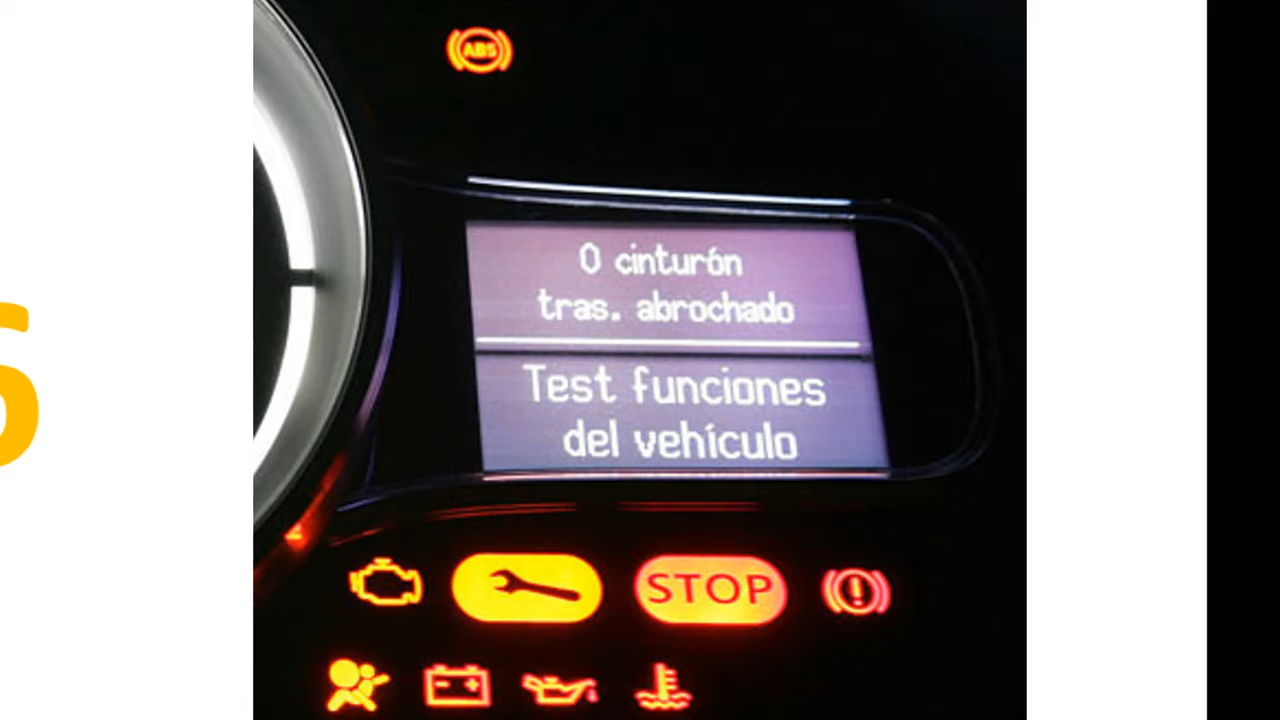 ABS
0 cinturón
tras. abrochado
Test funciones
del vehículo
STOP